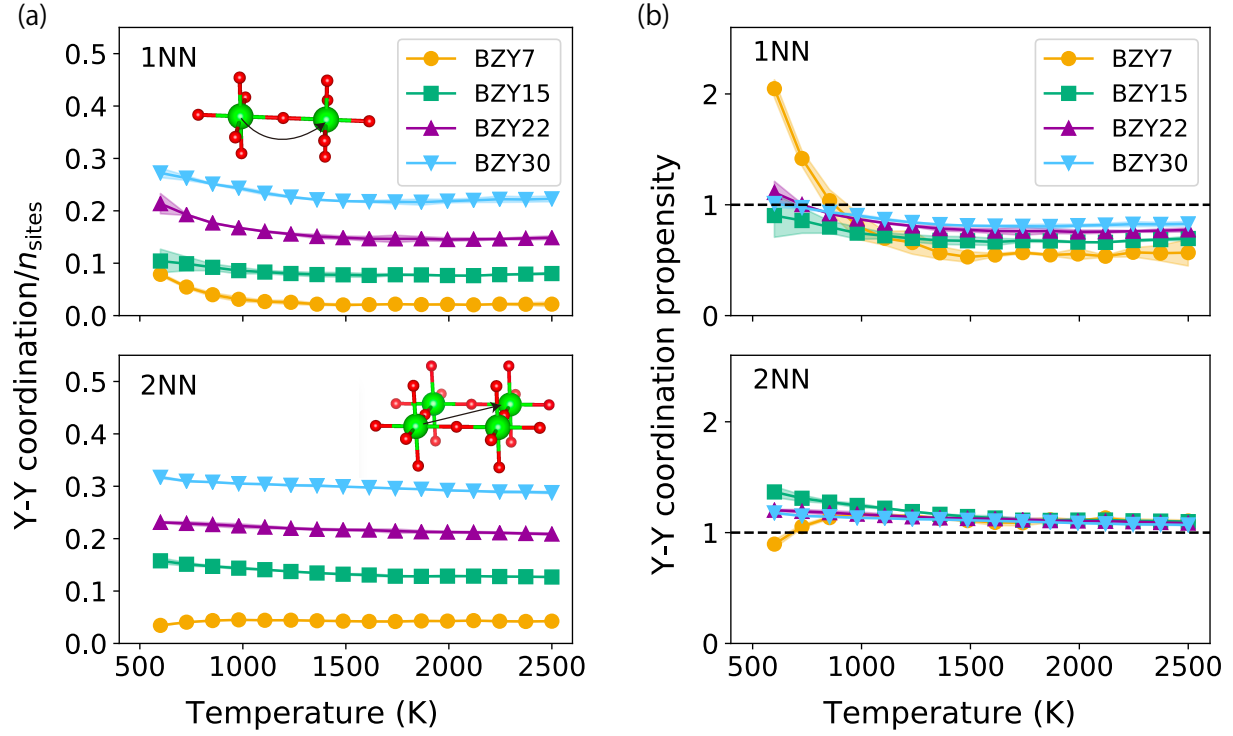 (a)
Y-Y coordination/n_sites
1NN
BZY7
BZY15
BZY22
BZY30
0.5
0.4
0.3
0.2
0.1
0.0
2NN
0.5
0.4
0.3
0.2
0.1
0.0
500 1000 1500 2000 2500
Temperature (K)
(b)
Y-Y coordination propensity
1NN
BZY7
BZY15
BZY22
BZY30
2
1
0
2NN
2
1
0
500 1000 1500 2000 2500
Temperature (K)